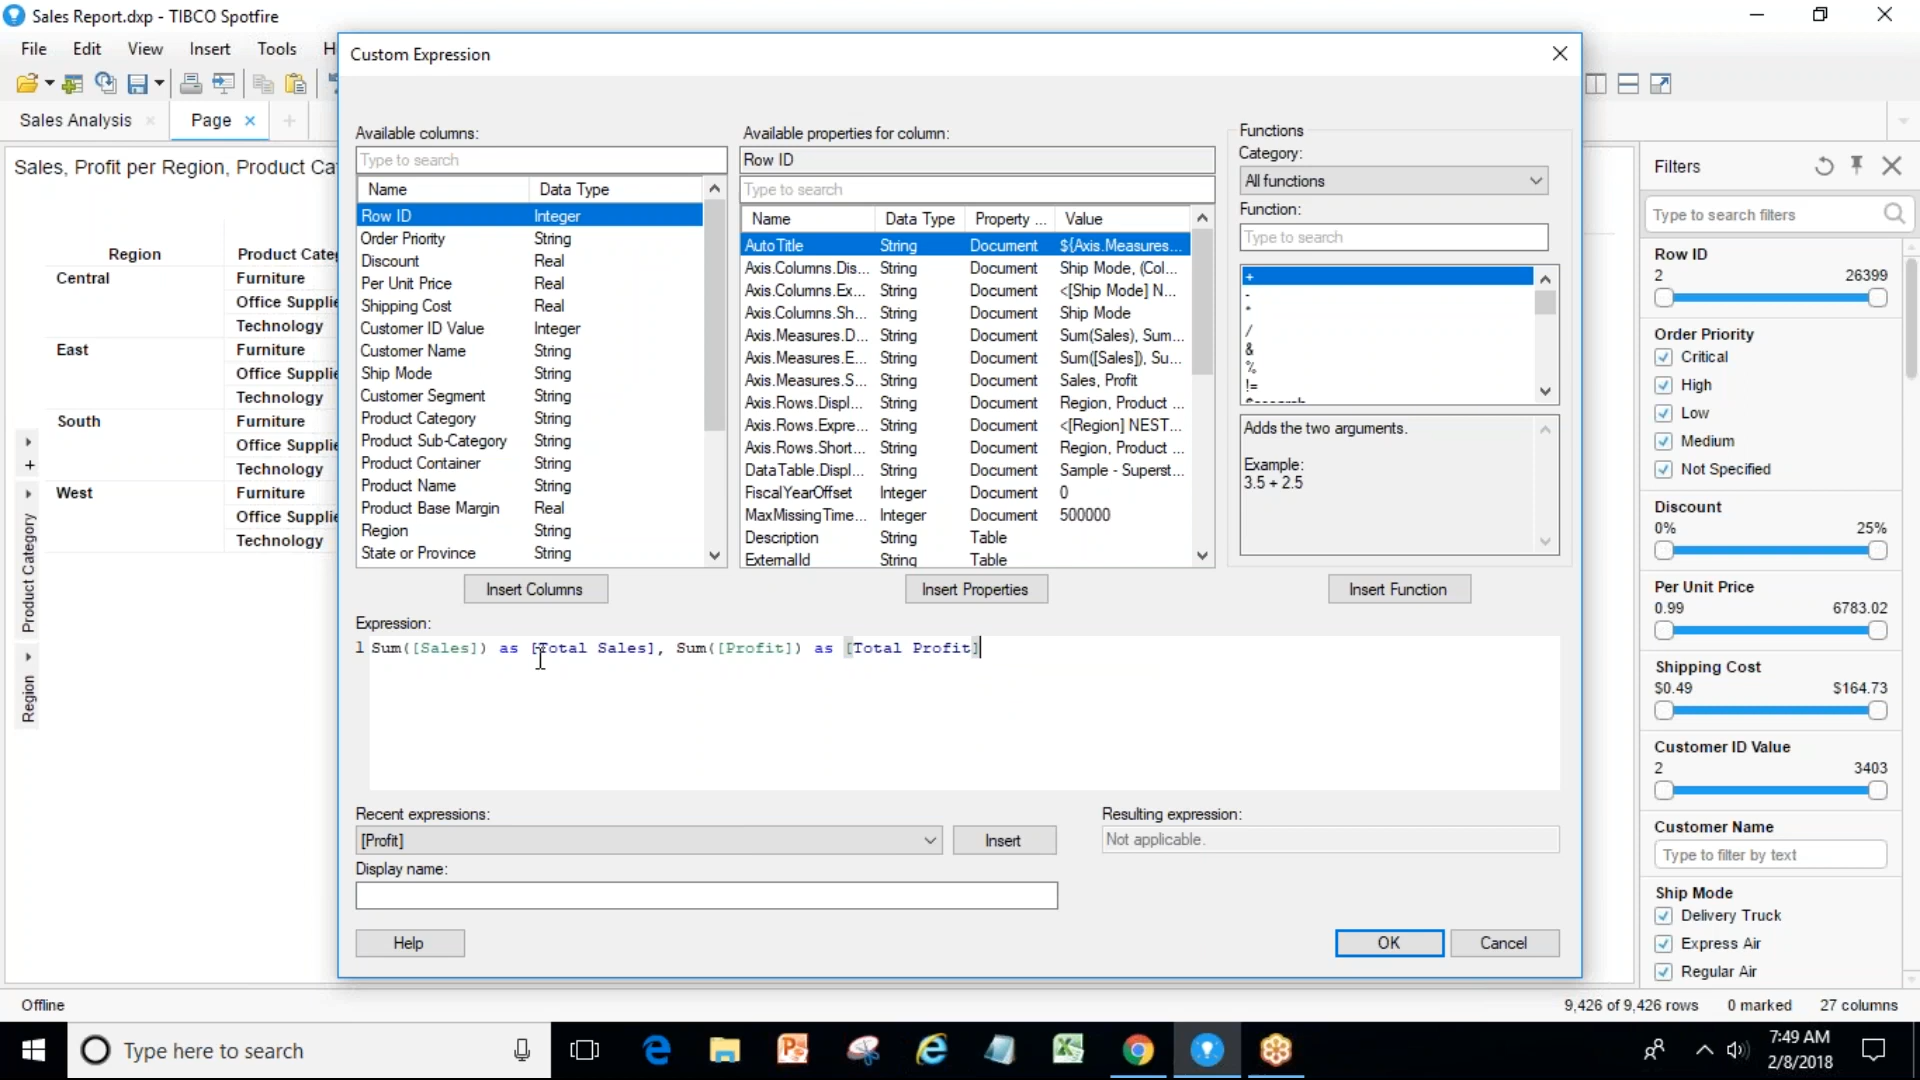 Sales Report.dxp - TIBCO Spotfire
File Edit View Insert Tools H
Sales Analysis
Page
Sales, Profit per Region, Product Ca
Region Product Cate
Central Furniture
Office Supplie
Technology
East Furniture
Office Supplie
Technology
South Furniture
Office Supplie
Technology
West Furniture
Office Supplie
Technology
Product Category
Region
Custom Expression
Available columns:
Type to search
Name Data Type
Row ID Integer
Order Priority String
Discount Real
Per Unit Price Real
Shipping Cost Real
Customer ID Value Integer
Customer Name String
Ship Mode String
Customer Segment String
Product Category String
Product Sub-Category String
Product Container String
Product Name String
Product Base Margin Real
Region String
State or Province String
Insert Columns
Available properties for column:
Row ID
Type to search
Name Data Type Property ... Value
AutoTitle String Document ${Axis.Measures...
Axis.Columns.Dis... String Document Ship Mode, (Col...
Axis.Columns.Ex... String Document <[Ship Mode] N...
Axis.Columns.Sh... String Document Ship Mode
Axis.Measures.D... String Document Sum(Sales), Sum...
Axis.Measures.E... String Document Sum([Sales]), Su...
Axis.Measures.S... String Document Sales, Profit
Axis.Rows.Displ... String Document Region, Product ...
Axis.Rows.Expre... String Document <[Region] NEST...
Axis.Rows.Short... String Document Region, Product ...
DataTable.Displ... String Document Sample - Superst...
FiscalYearOffset Integer Document 0
MaxMissingTime... Integer Document 500000
Description String Table
ExternalId String Table
Insert Properties
Functions
Category:
All functions
Function:
Type to search
+
-
*
/
&
%
!=
Adds the two arguments.
Example:
3.5 + 2.5
Insert Function
Expression:
1 Sum([Sales]) as [Total Sales], Sum([Profit]) as [Total Profit]
Recent expressions:
[Profit]
Insert
Resulting expression:
Not applicable.
Display name:
Help
OK
Cancel
Filters
Type to search filters
Row ID
2 26399
Order Priority
Critical
High
Low
Medium
Not Specified
Discount
0% 25%
Per Unit Price
0.99 6783.02
Shipping Cost
$0.49 $164.73
Customer ID Value
2 3403
Customer Name
Type to filter by text
Ship Mode
Delivery Truck
Express Air
Regular Air
Offline
9,426 of 9,426 rows 0 marked 27 columns
Type here to search
7:49 AM
2/8/2018